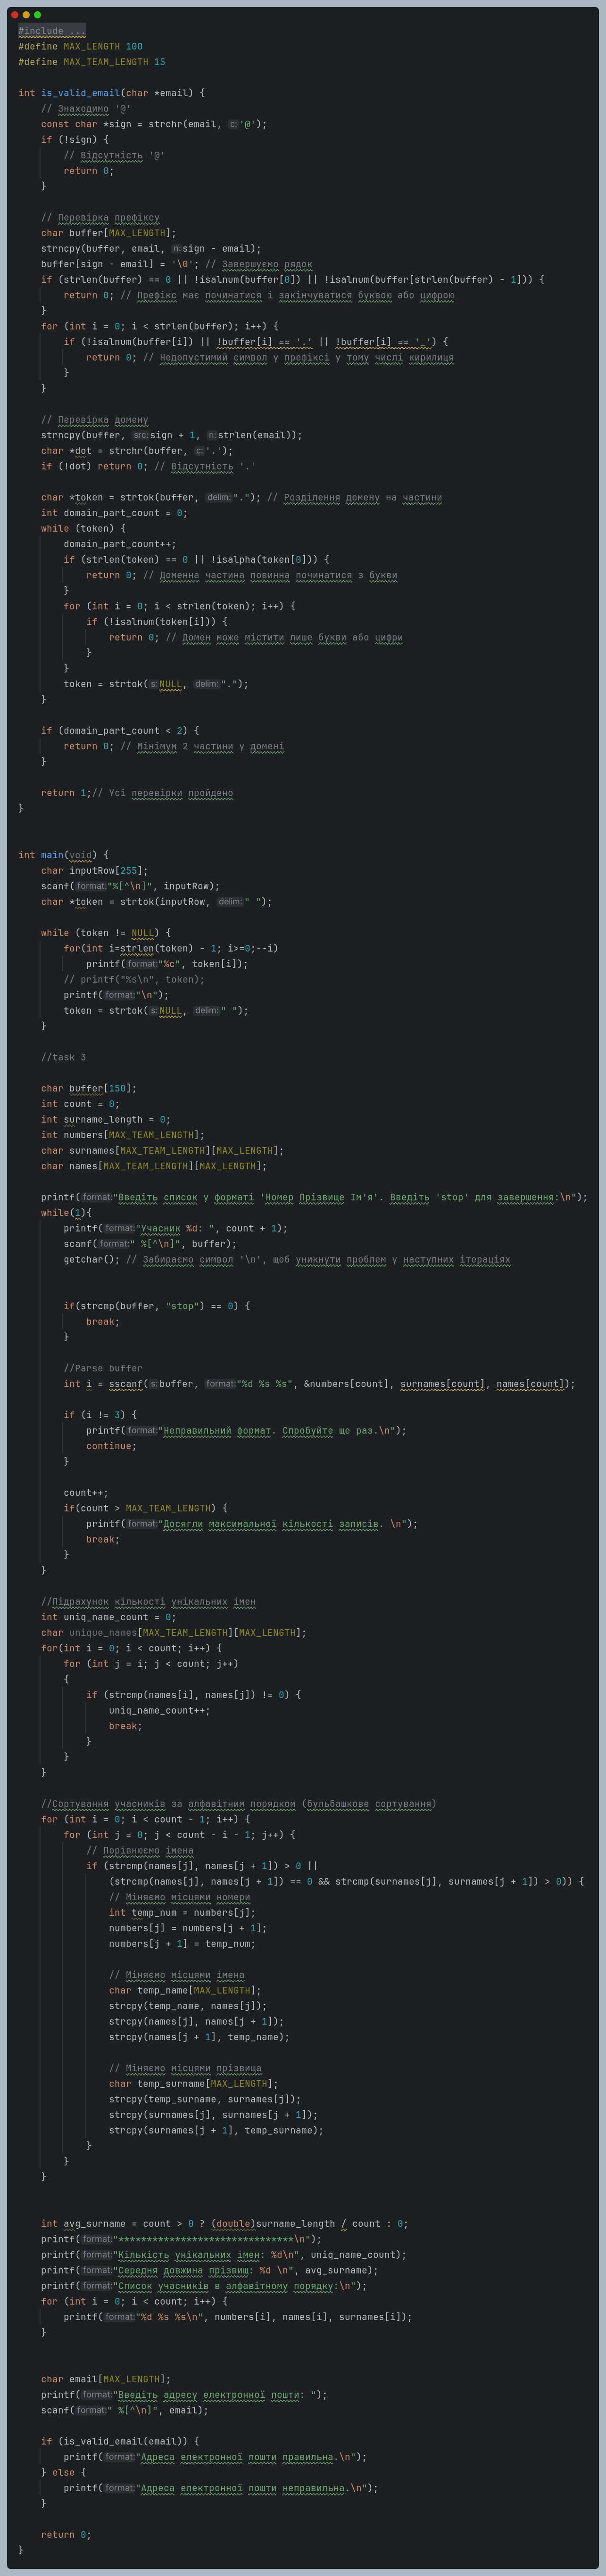 #include ...
#define MAX_LENGTH 100
#define MAX_TEAM_LENGTH 15
int is_valid_email(char *email) {
// Знаходимо '@'
const char *sign = strchr(email, c: '@');
if (!sign) {
// Відсутність '@'
return 0;
}
// Перевірка префіксу
char buffer[MAX_LENGTH];
strncpy(buffer, email, n: sign - email);
buffer[sign - email] = '\0'; // Завершуємо рядок
if (strlen(buffer) == 0 || !isalnum(buffer[0]) || !isalnum(buffer[strlen(buffer) - 1])) {
return 0; // Префікс має починатися і закінчуватися буквою або цифрою
}
for (int i = 0; i < strlen(buffer); i++) {
if (!isalnum(buffer[i]) || !buffer[i] == '.' || !buffer[i] == '_') {
return 0; // Недопустимий символ у префіксі у тому числі кирилиця
}
}
// Перевірка домену
strncpy(buffer, src: sign + 1, n: strlen(email));
char *dot = strchr(buffer, c: '.');
if (!dot) return 0; // Відсутність '.'
char *token = strtok(buffer, delim: "."); // Розділення домену на частини
int domain_part_count = 0;
while (token) {
domain_part_count++;
if (strlen(token) == 0 || !isalpha(token[0])) {
return 0; // Доменна частина повинна починатися з букви
}
for (int i = 0; i < strlen(token); i++) {
if (!isalnum(token[i])) {
return 0; // Домен може містити лише букви або цифри
}
}
token = strtok(s: NULL, delim: ".");
}
if (domain_part_count < 2) {
return 0; // Мінімум 2 частини у домені
}
return 1;// Усі перевірки пройдено
}
int main(void) {
char inputRow[255];
scanf(format: "%[^\n]", inputRow);
char *token = strtok(inputRow, delim: " ");
while (token != NULL) {
for(int i=strlen(token) - 1; i>=0;--i)
printf(format: "%c", token[i]);
// printf("%s\n", token);
printf(format: "\n");
token = strtok(s: NULL, delim: " ");
}
//task 3
char buffer[150];
int count = 0;
int surname_length = 0;
int numbers[MAX_TEAM_LENGTH];
char surnames[MAX_TEAM_LENGTH][MAX_LENGTH];
char names[MAX_TEAM_LENGTH][MAX_LENGTH];
printf(format: "Введіть список у форматі 'Номер Прізвище Ім'я'. Введіть 'stop' для завершення:\n");
while(1){
printf(format: "Учасник %d: ", count + 1);
scanf(format: " %[^\n]", buffer);
getchar(); // Забираємо символ '\n', щоб уникнути проблем у наступних ітераціях
if(strcmp(buffer, "stop") == 0) {
break;
}
//Parse buffer
int i = sscanf(s: buffer, format: "%d %s %s", &numbers[count], surnames[count], names[count]);
if (i != 3) {
printf(format: "Неправильний формат. Спробуйте ще раз.\n");
continue;
}
count++;
if(count > MAX_TEAM_LENGTH) {
printf(format: "Досягли максимальної кількості записів. \n");
break;
}
}
//Підрахунок кількості унікальних імен
int uniq_name_count = 0;
char unique_names[MAX_TEAM_LENGTH][MAX_LENGTH];
for(int i = 0; i < count; i++) {
for (int j = i; j < count; j++)
{
if (strcmp(names[i], names[j]) != 0) {
uniq_name_count++;
break;
}
}
}
//Сортування учасників за алфавітним порядком (бульбашкове сортування)
for (int i = 0; i < count - 1; i++) {
for (int j = 0; j < count - i - 1; j++) {
// Порівнюємо імена
if (strcmp(names[j], names[j + 1]) > 0 ||
(strcmp(names[j], names[j + 1]) == 0 && strcmp(surnames[j], surnames[j + 1]) > 0)) {
// Міняємо місцями номери
int temp_num = numbers[j];
numbers[j] = numbers[j + 1];
numbers[j + 1] = temp_num;
// Міняємо місцями імена
char temp_name[MAX_LENGTH];
strcpy(temp_name, names[j]);
strcpy(names[j], names[j + 1]);
strcpy(names[j + 1], temp_name);
// Міняємо місцями прізвища
char temp_surname[MAX_LENGTH];
strcpy(temp_surname, surnames[j]);
strcpy(surnames[j], surnames[j + 1]);
strcpy(surnames[j + 1], temp_surname);
}
}
}
int avg_surname = count > 0 ? (double)surname_length / count : 0;
printf(format: "*******************************\n");
printf(format: "Кількість унікальних імен: %d\n", uniq_name_count);
printf(format: "Середня довжина прізвищ: %d \n", avg_surname);
printf(format: "Список учасників в алфавітному порядку:\n");
for (int i = 0; i < count; i++) {
printf(format: "%d %s %s\n", numbers[i], names[i], surnames[i]);
}
char email[MAX_LENGTH];
printf(format: "Введіть адресу електронної пошти: ");
scanf(format: " %[^\n]", email);
if (is_valid_email(email)) {
printf(format: "Адреса електронної пошти правильна.\n");
} else {
printf(format: "Адреса електронної пошти неправильна.\n");
}
return 0;
}